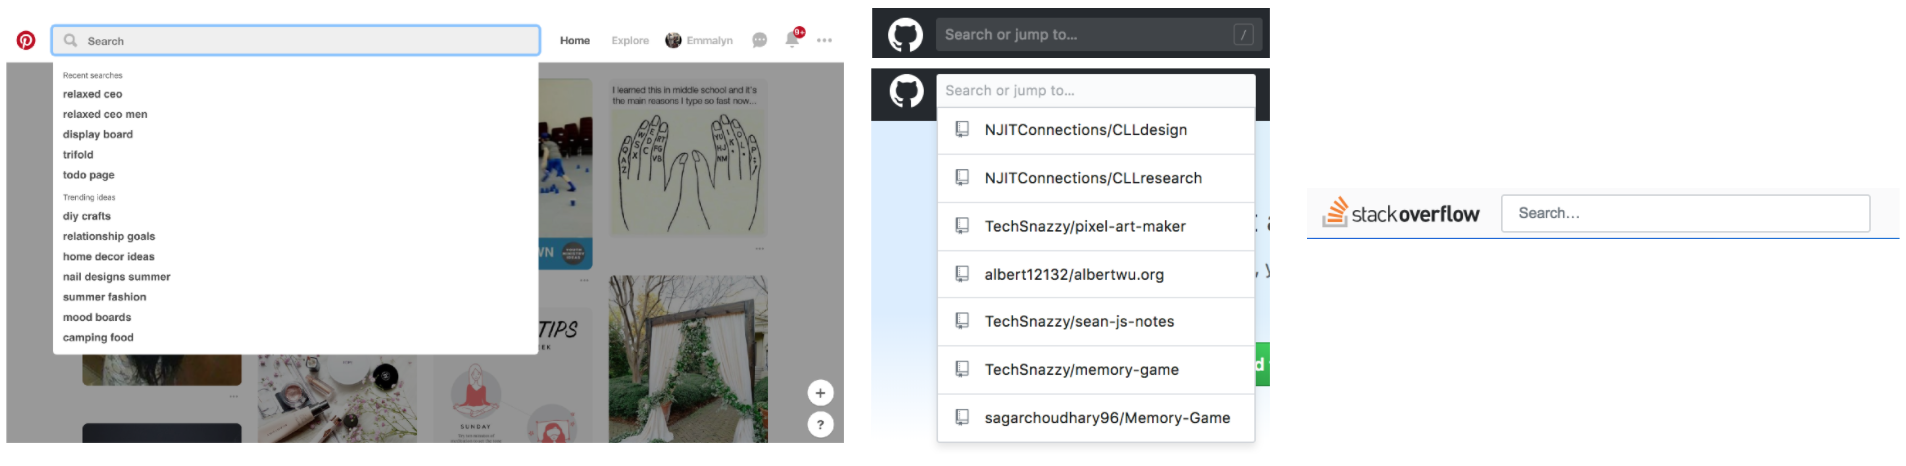 Search
Home
Explore
Emmalyn
9+
Recent searches
relaxed ceo
relaxed ceo men
display board
trifold
todo page
Trending ideas
diy crafts
relationship goals
home decor ideas
nail designs summer
summer fashion
mood boards
camping food
I learned this in middle school and it's
the main reasons I type so fast now...
WN
TIPS
EEK
SUNDAY
+
?
Search or jump to...
/
Search or jump to...
NJITConnections/CLLdesign
NJITConnections/CLLresearch
TechSnazzy/pixel-art-maker
albert12132/albertwu.org
TechSnazzy/sean-js-notes
TechSnazzy/memory-game
sagarchoudhary96/Memory-Game
stackoverflow
Search...